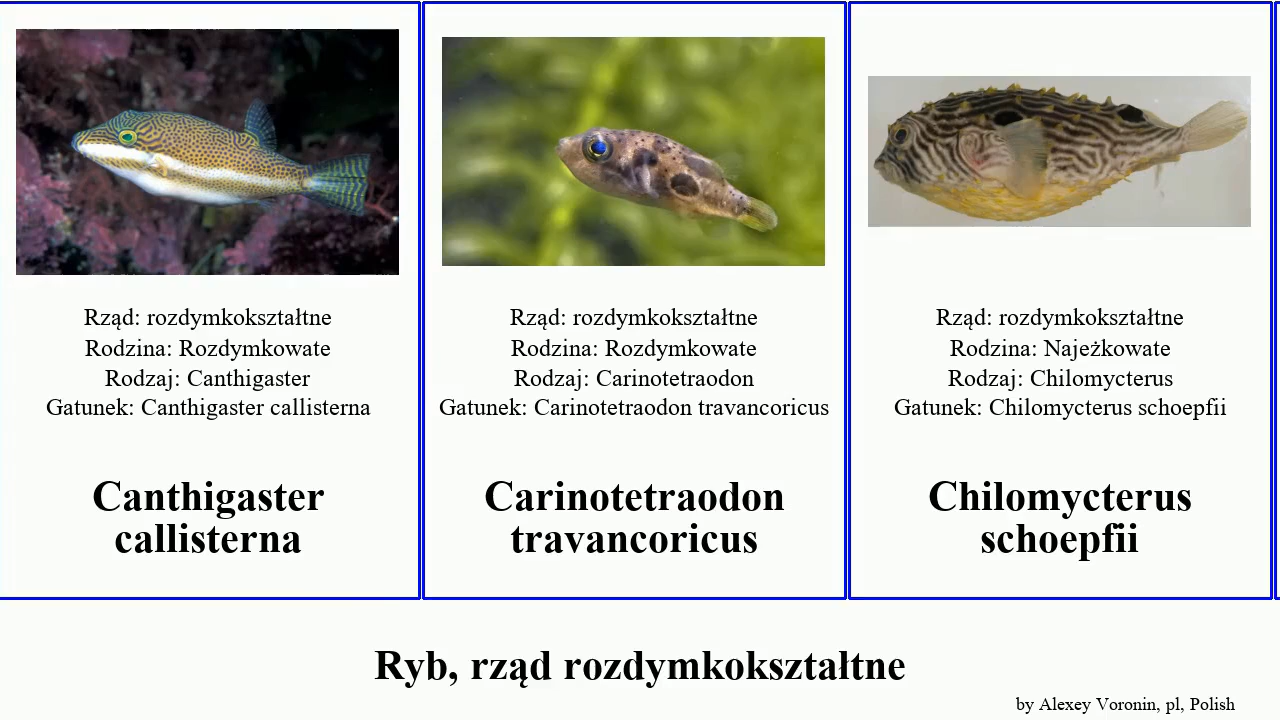 Rząd: rozdymkokształtne
Rodzina: Rozdymkowate
Rodzaj: Canthigaster
Gatunek: Canthigaster callisterna
Canthigaster
callisterna
Rząd: rozdymkokształtne
Rodzina: Rozdymkowate
Rodzaj: Carinotetraodon
Gatunek: Carinotetraodon travancoricus
Carinotetraodon
travancoricus
Rząd: rozdymkokształtne
Rodzina: Najeżkowate
Rodzaj: Chilomycterus
Gatunek: Chilomycterus schoepfii
Chilomycterus
schoepfii
Ryb, rząd rozdymkokształtne
by Alexey Voronin, pl, Polish